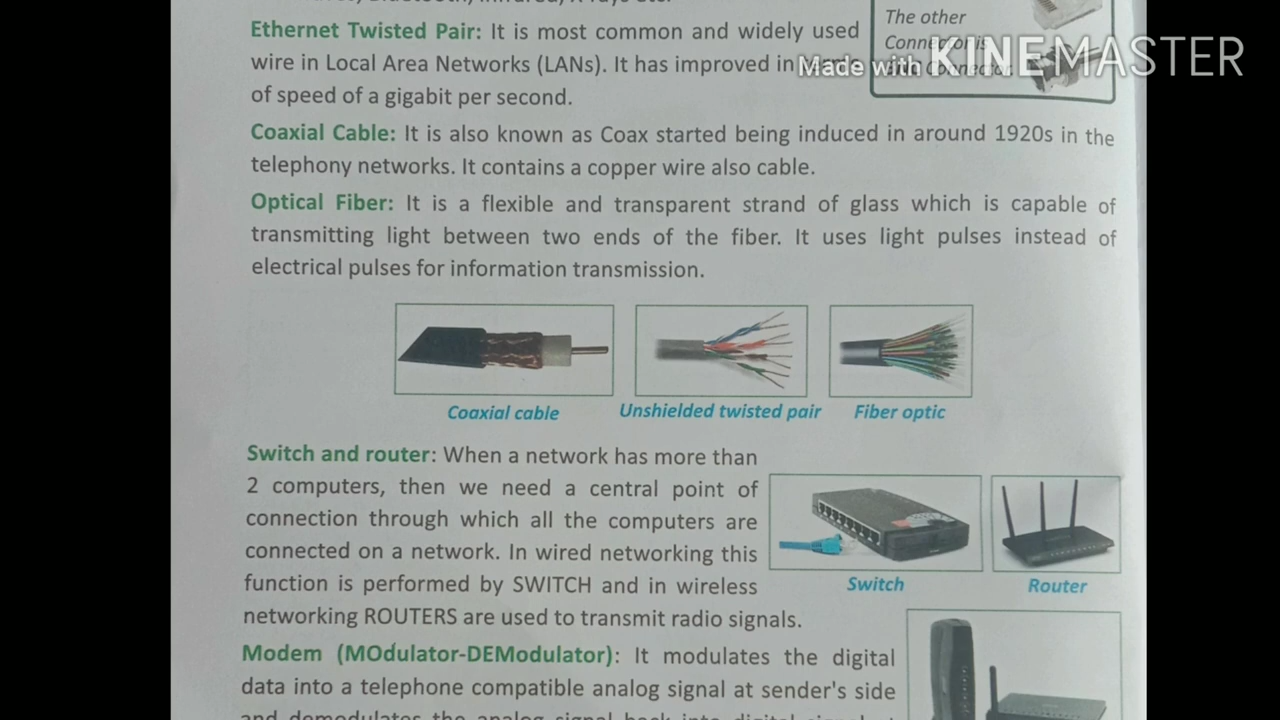 Ethernet Twisted Pair: It is most common and widely used
wire in Local Area Networks (LANs). It has improved in
of speed of a gigabit per second.
The other
Made with KINEMASTER
Coaxial Cable: It is also known as Coax started being induced in around 1920s in the
telephony networks. It contains a copper wire also cable.
Optical Fiber: It is a flexible and transparent strand of glass which is capable of
transmitting light between two ends of the fiber. It uses light pulses instead of
electrical pulses for information transmission.
Coaxial cable
Unshielded twisted pair
Fiber optic
Switch and router: When a network has more than
2 computers, then we need a central point of
connection through which all the computers are
connected on a network. In wired networking this
function is performed by SWITCH and in wireless
networking ROUTERS are used to transmit radio signals.
Switch
Router
Modem (MOdulator-DEModulator): It modulates the digital
data into a telephone compatible analog signal at sender's side